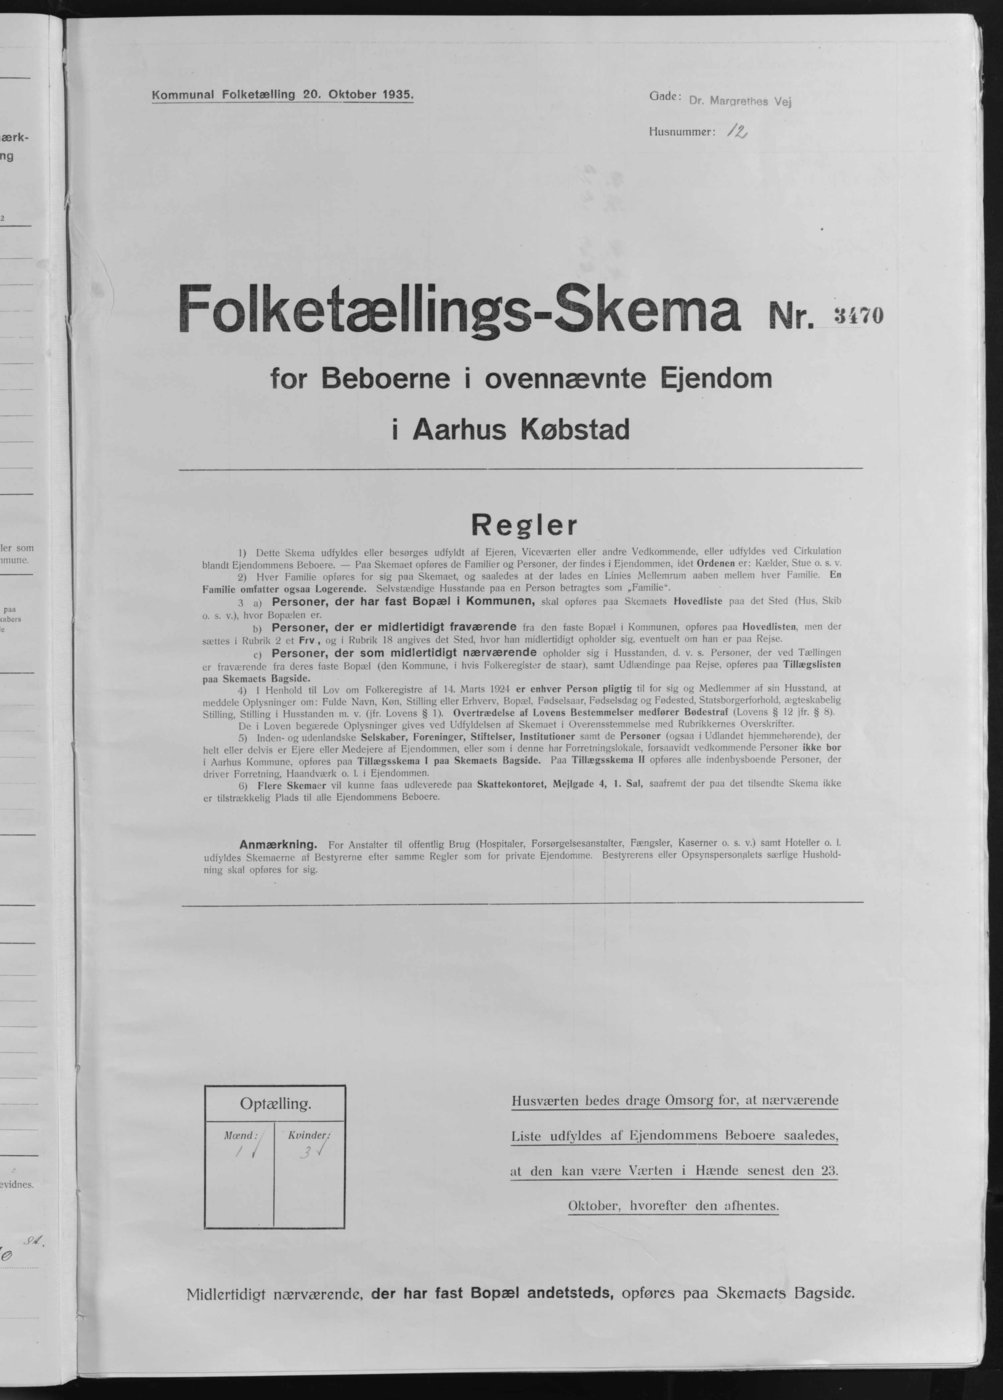 Kommunal Folketælling 20. Oktober 1935.
Gade: Dr. Margrethes Vej
Husnummer: 12
Folketællings-Skema Nr. 3470
for Beboerne i ovennævnte Ejendom
i Aarhus Købstad
Regler
1) Dette Skema udfyldes eller besørges udfyldt af Ejeren, Viceværten eller andre Vedkommende, eller udfyldes ved Cirkulation
blandt Ejendommens Beboere. — Paa Skemaet opføres de Familier og Personer, der findes i Ejendommen, idet Ordenen er: Kælder, Stue o. s. v.
2) Hver Familie opføres for sig paa Skemaet, og saaledes at der lades en Linies Mellemrum aaben mellem hver Familie. En
Familie omfatter ogsaa Logerende. Selvstændige Husstande paa en Person betragtes som „Familie“.
3 a) Personer, der har fast Bopæl i Kommunen, skal opføres paa Skemaets Hovedliste paa det Sted (Hus, Skib
o. s. v.), hvor Bopælen er.
b) Personer, der er midlertidigt fraværende fra den faste Bopæl i Kommunen, opføres paa Hovedlisten, men der
sættes i Rubrik 2 et Frv., og i Rubrik 18 angives det Sted, hvor han midlertidigt opholder sig, eventuelt om han er paa Rejse.
c) Personer, der som midlertidigt nærværende opholder sig i Husstanden, d. v. s. Personer, der ved Tællingen
er fraværende fra deres faste Bopæl (den Kommune, i hvis Folkeregister de staar), samt Udlændinge paa Rejse, opføres paa Tillægslisten
paa Skemaets Bagside.
4) I Henhold til Lov om Folkeregistre af 14. Marts 1924 er enhver Person pligtig til for sig og Medlemmer af sin Husstand, at
meddele Oplysninger om: Fulde Navn, Køn, Stilling eller Erhverv, Bopæl, Fødselsaar, Fødselsdag og Fødested, Statsborgerforhold, ægteskabelig
Stilling, Stilling i Husstanden m. v. (jfr. Lovens § 1). Overtrædelse af Lovens Bestemmelser medfører Bødestraf (Lovens § 12 jfr. § 8).
De i Loven begærede Oplysninger gives ved Udfyldelsen af Skemaet i Overensstemmelse med Rubrikkernes Overskrifter.
5) Inden- og udenlandske Selskaber, Foreninger, Stiftelser, Institutioner samt de Personer (ogsaa i Udlandet hjemmehørende), der
helt eller delvis er Ejere eller Medejere af Ejendommen, eller som i denne har Forretningslokale, forsaavidt vedkommende Personer ikke bor
i Aarhus Kommune, opføres paa Tillægsskema I paa Skemaets Bagside. Paa Tillægsskema II opføres alle indenbysboende Personer, der
driver Forretning, Haandværk o. l. i Ejendommen.
6) Flere Skemaer vil kunne faas udleverede paa Skattekontoret, Mejlgade 4, 1. Sal, saafremt der paa det tilsendte Skema ikke
er tilstrækkelig Plads til alle Ejendommens Beboere.
Anmærkning. For Anstalter til offentlig Brug (Hospitaler, Forsørgelsesanstalter, Fængsler, Kaserner o. s. v.) samt Hoteller o. l.
udfyldes Skemaerne af Bestyrerne efter samme Regler som for private Ejendomme. Bestyrerens eller Opsynspersonalets særlige Hushold-
ning skal opføres for sig.
Optælling.
Mænd: Kvinder:
1 3
Husværten bedes drage Omsorg for, at nærværende
Liste udfyldes af Ejendommens Beboere saaledes,
at den kan være Værten i Hænde senest den 23.
Oktober, hvorefter den afhentes.
Midlertidigt nærværende, der har fast Bopæl andetsteds, opføres paa Skemaets Bagside.